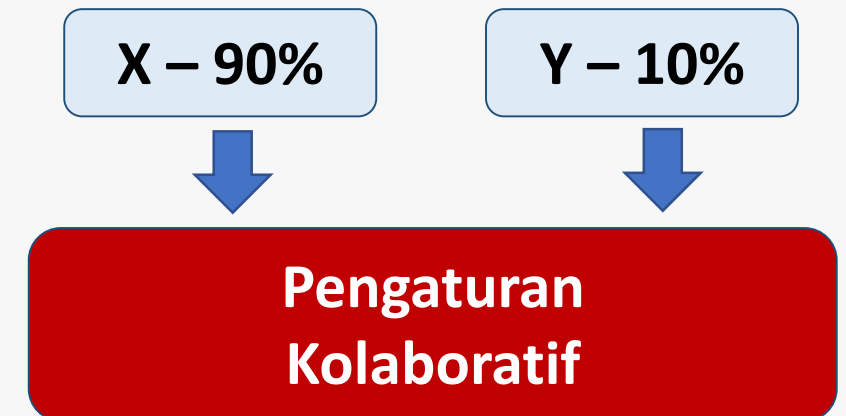 X – 90%
Y – 10%
Pengaturan
Kolaboratif